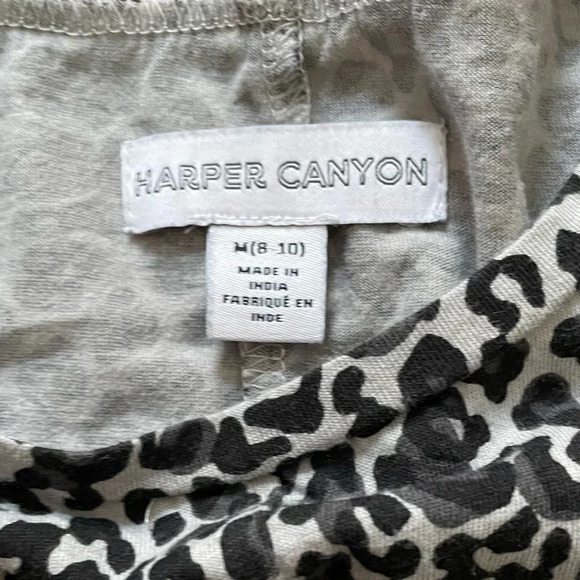 HARPER CANYON
M(8-10)
MADE IN
INDIA
FABRIQUÉ EN
INDE